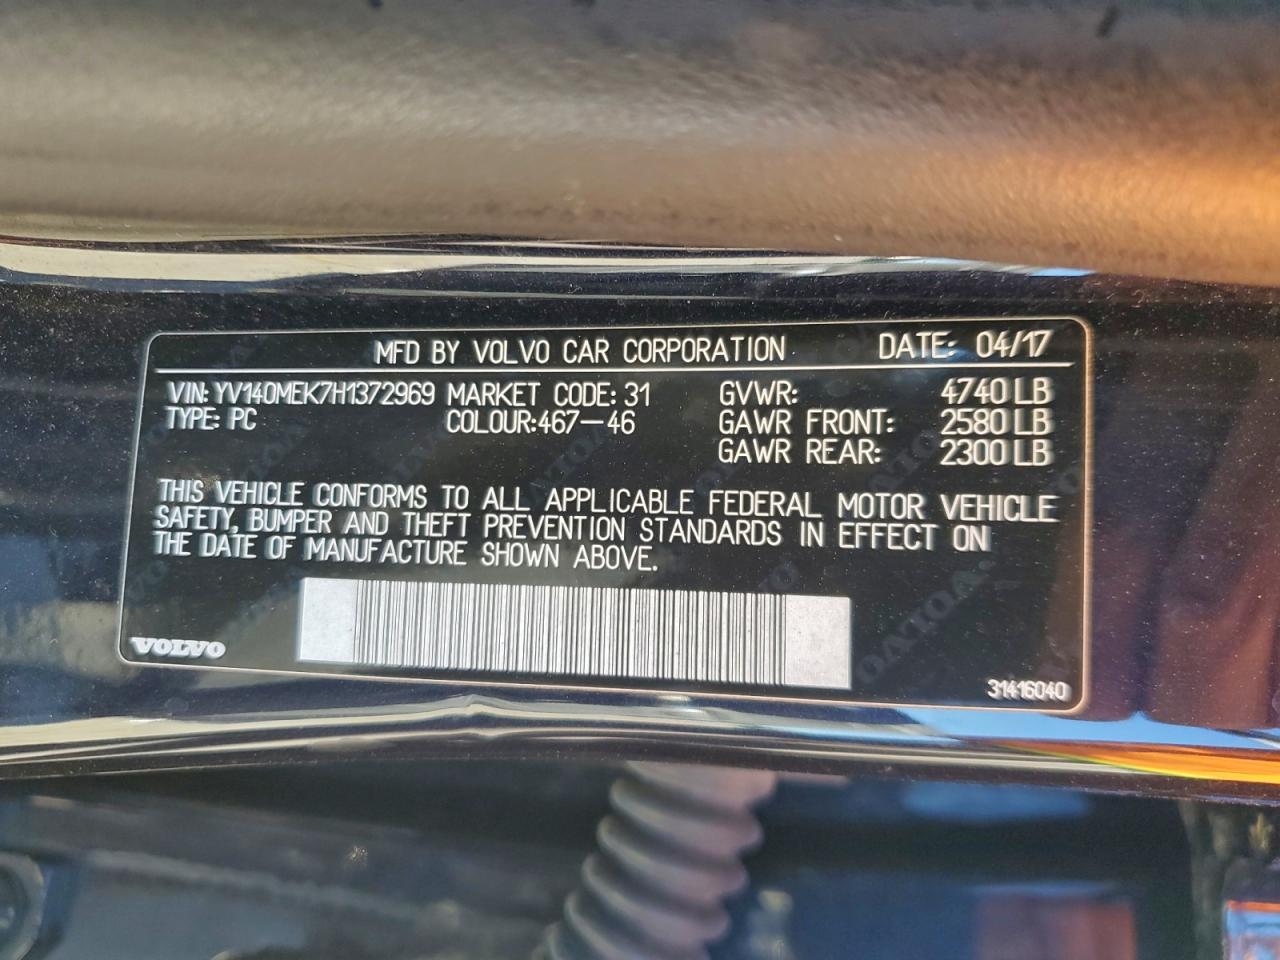 MFD BY VOLVO CAR CORPORATION DATE: 04/17
VIN: YV140MEK7H1372969 MARKET CODE: 31 GVWR: 4740 LB
TYPE: PC COLOUR:467-46 GAWR FRONT: 2580 LB
GAWR REAR: 2300 LB
THIS VEHICLE CONFORMS TO ALL APPLICABLE FEDERAL MOTOR VEHICLE
SAFETY, BUMPER AND THEFT PREVENTION STANDARDS IN EFFECT ON
THE DATE OF MANUFACTURE SHOWN ABOVE.
VOLVO
31416040